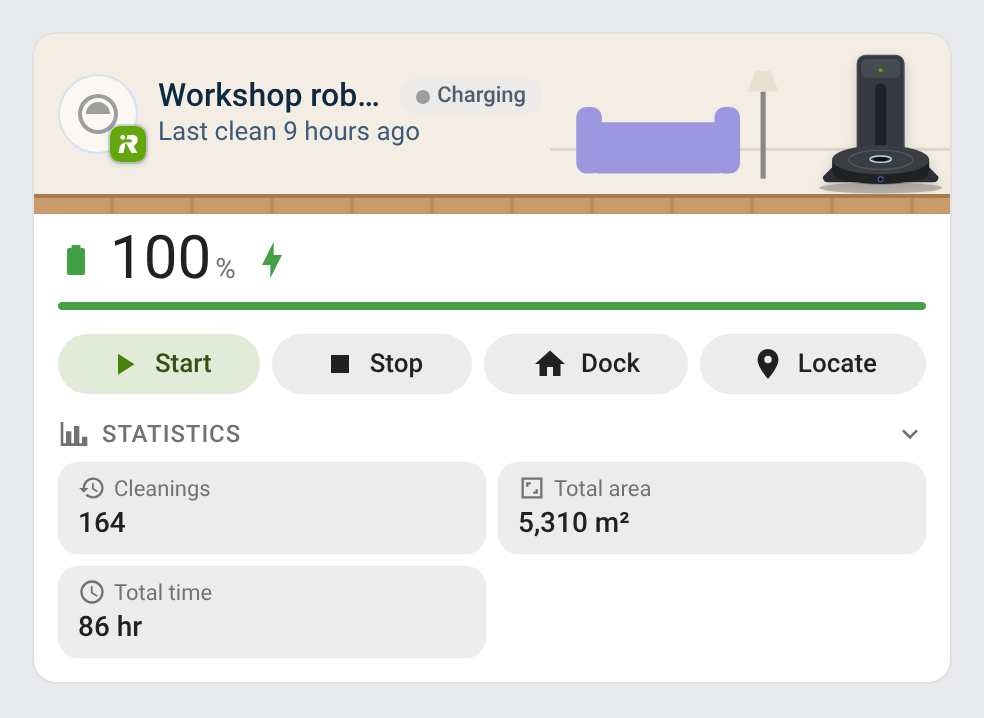 Workshop rob…
Charging
Last clean 9 hours ago
100%
Start
Stop
Dock
Locate
STATISTICS
Cleanings
164
Total area
5,310 m²
Total time
86 hr